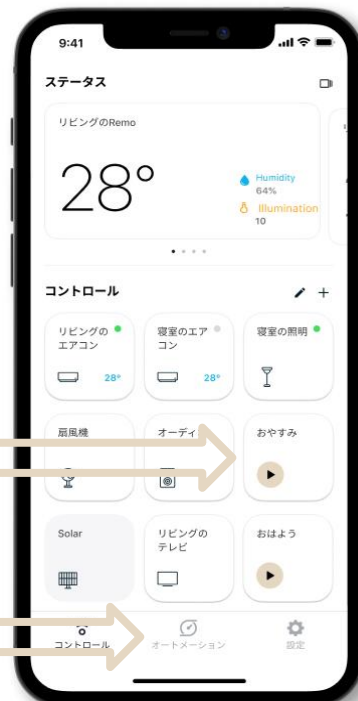 9:41
ステータス
リビングのRemo
28°
Humidity
64%
Illumination
10
コントロール
リビングの
エアコン
28°
寝室のエア
コン
28°
寝室の照明
扇風機
オーディ
おやすみ
Solar
リビングの
テレビ
おはよう
コントロール
オートメーション
設定